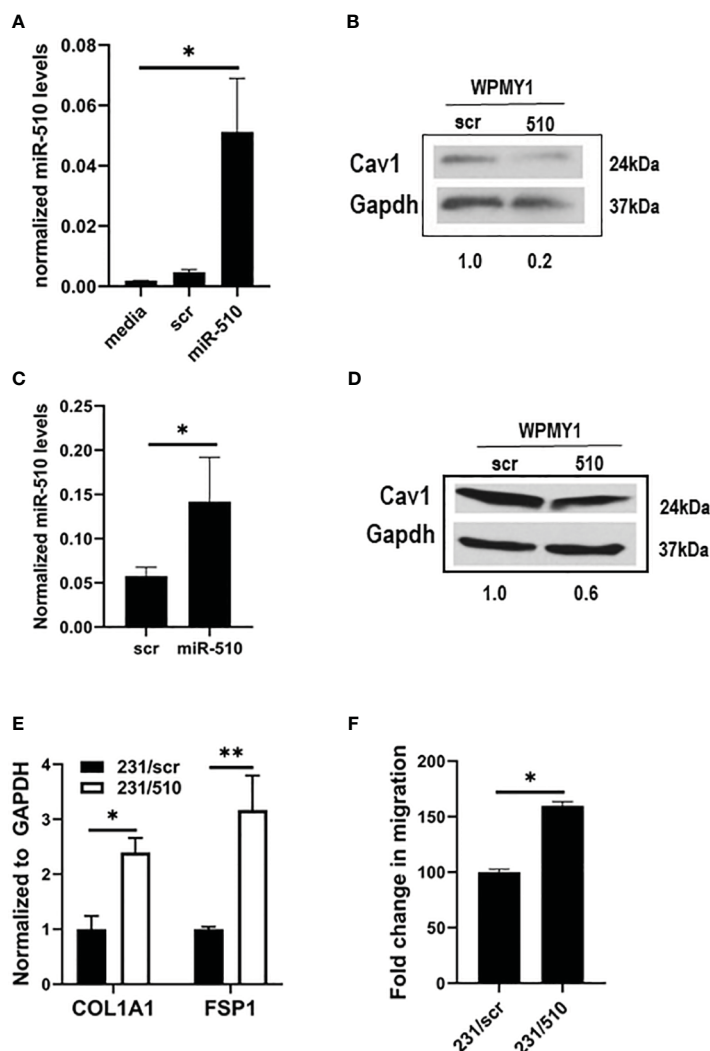 A
normalized miR-510 levels
0.08
0.06
0.04
0.02
0.00
*
media
scr
miR-510
B
WPMY1
scr 510
Cav1 24kDa
Gapdh 37kDa
1.0 0.2
C
Normalized miR-510 levels
0.25
0.20
0.15
0.10
0.05
0.00
*
scr miR-510
D
WPMY1
scr 510
Cav1 24kDa
Gapdh 37kDa
1.0 0.6
E
Normalized to GAPDH
4
3
2
1
0
231/scr
231/510
*
**
COL1A1 FSP1
F
Fold change in migration
200
150
100
50
0
*
231/scr
231/510